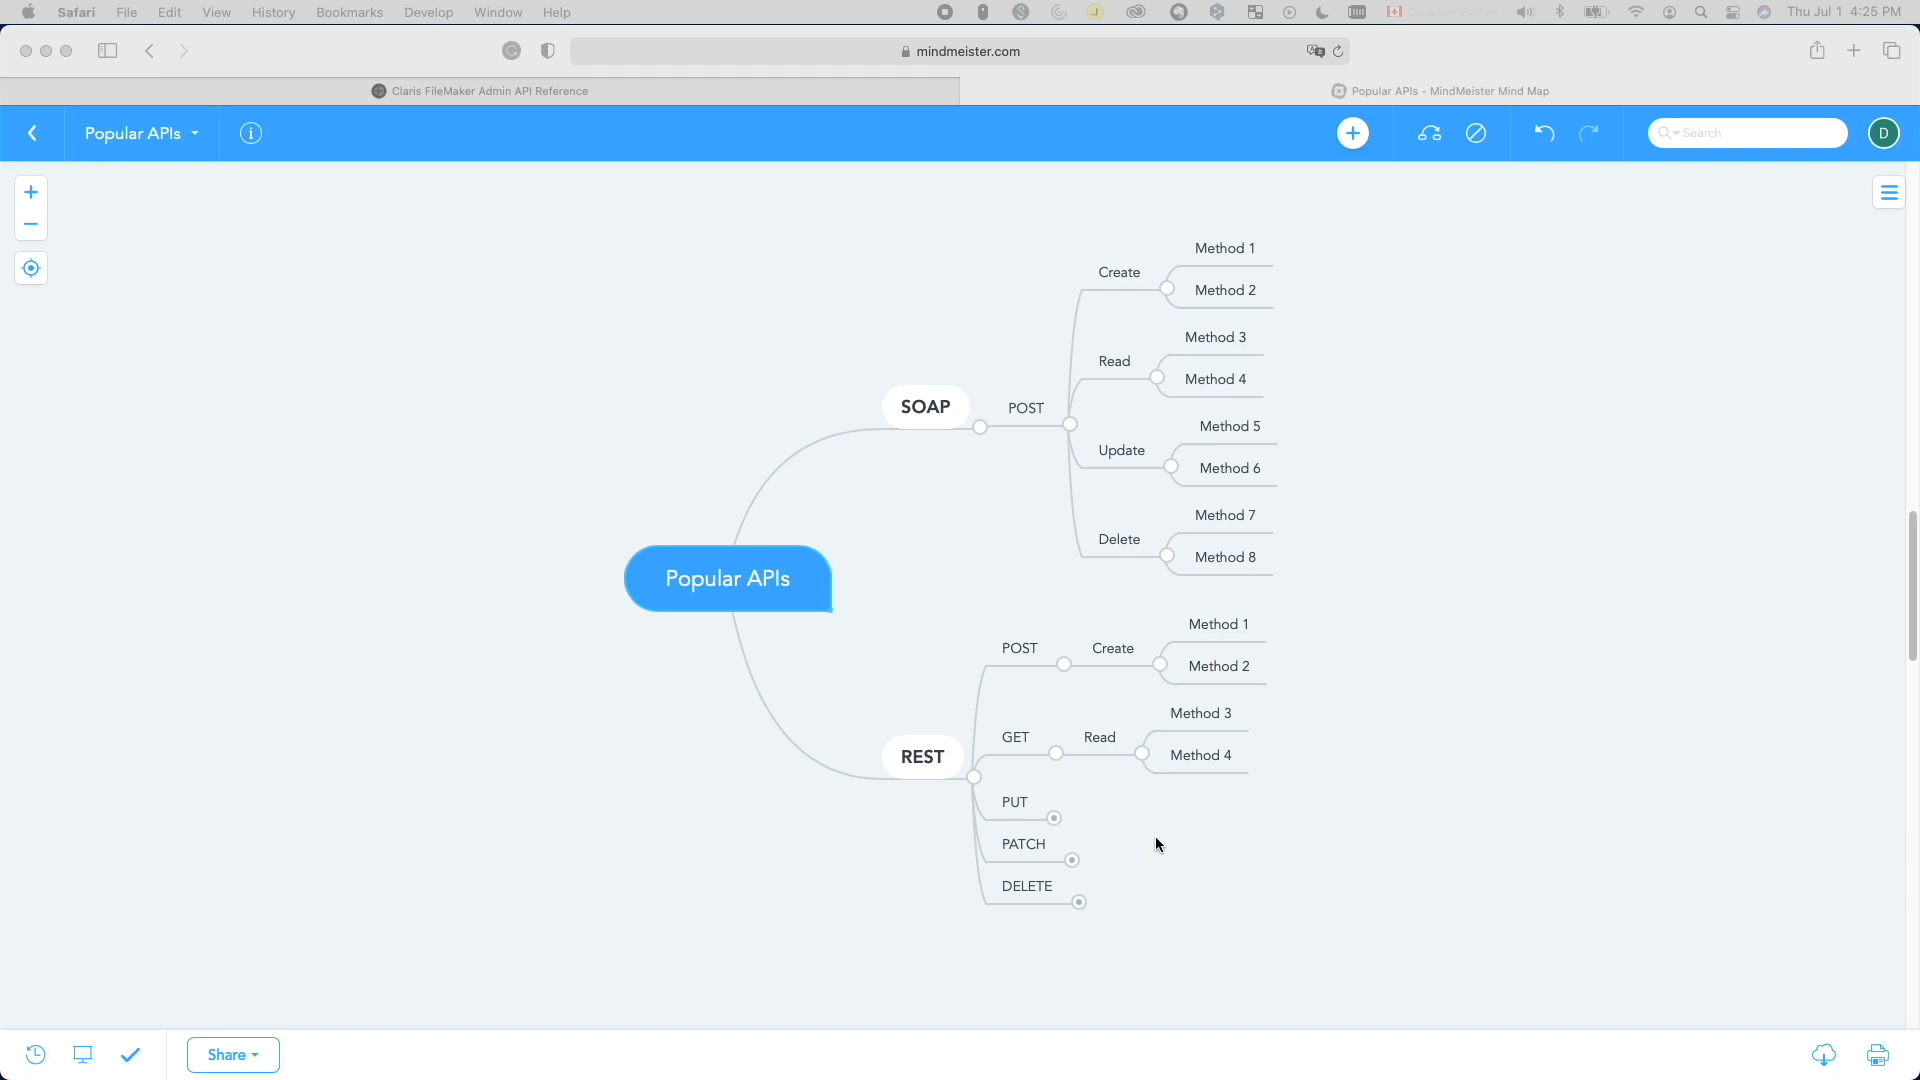 Safari File Edit View History Bookmarks Develop Window Help Thu Jul 1 4:25 PM
mindmeister.com
Claris FileMaker Admin API Reference
Popular APIs - MindMeister Mind Map
Popular APIs
Search
D
Method 1
Create
Method 2
Method 3
Read
Method 4
SOAP
POST
Method 5
Update
Method 6
Method 7
Delete
Method 8
Popular APIs
Method 1
POST
Create
Method 2
Method 3
GET
Read
Method 4
REST
PUT
PATCH
DELETE
Share